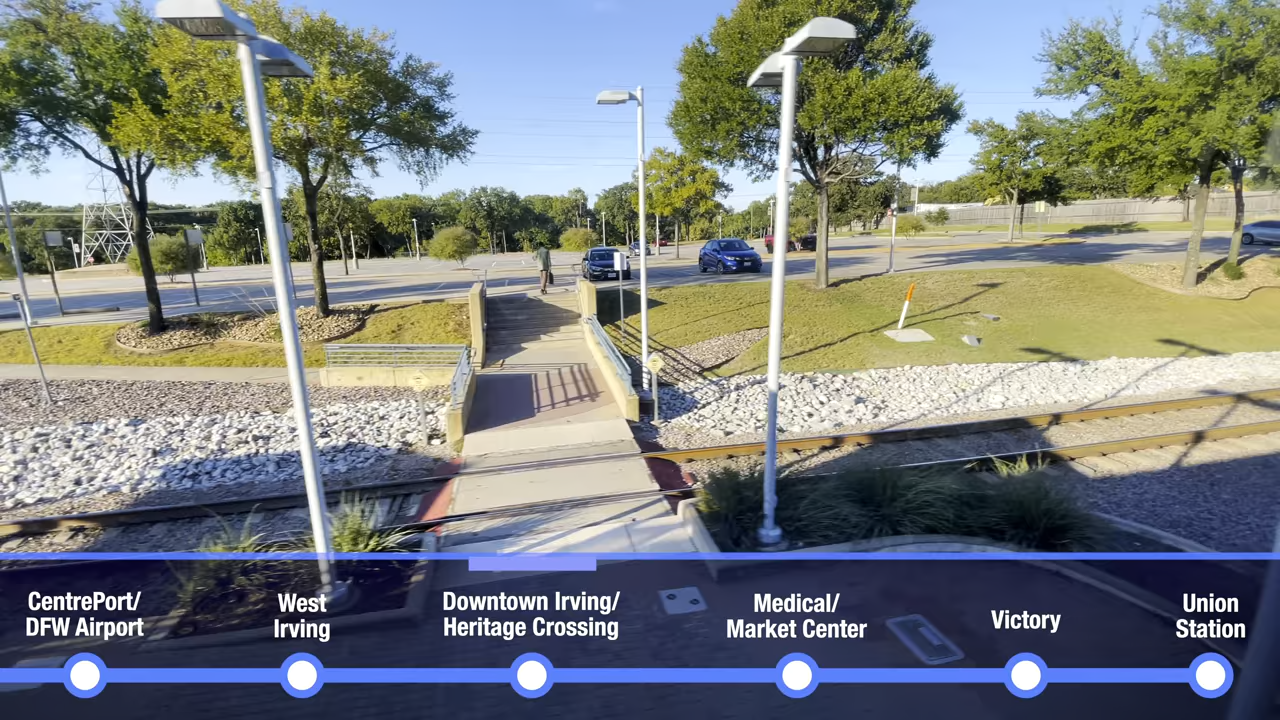 CentrePort/
DFW Airport
West
Irving
Downtown Irving/
Heritage Crossing
Medical/
Market Center
Victory
Union
Station